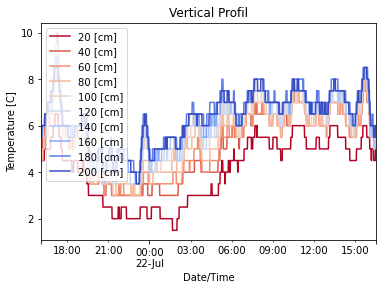 Vertical Profil
Temperature [C]
10
8
6
4
2
20 [cm]
40 [cm]
60 [cm]
80 [cm]
100 [cm]
120 [cm]
140 [cm]
160 [cm]
180 [cm]
200 [cm]
18:00 21:00 00:00 03:00 06:00 09:00 12:00 15:00
22-Jul
Date/Time